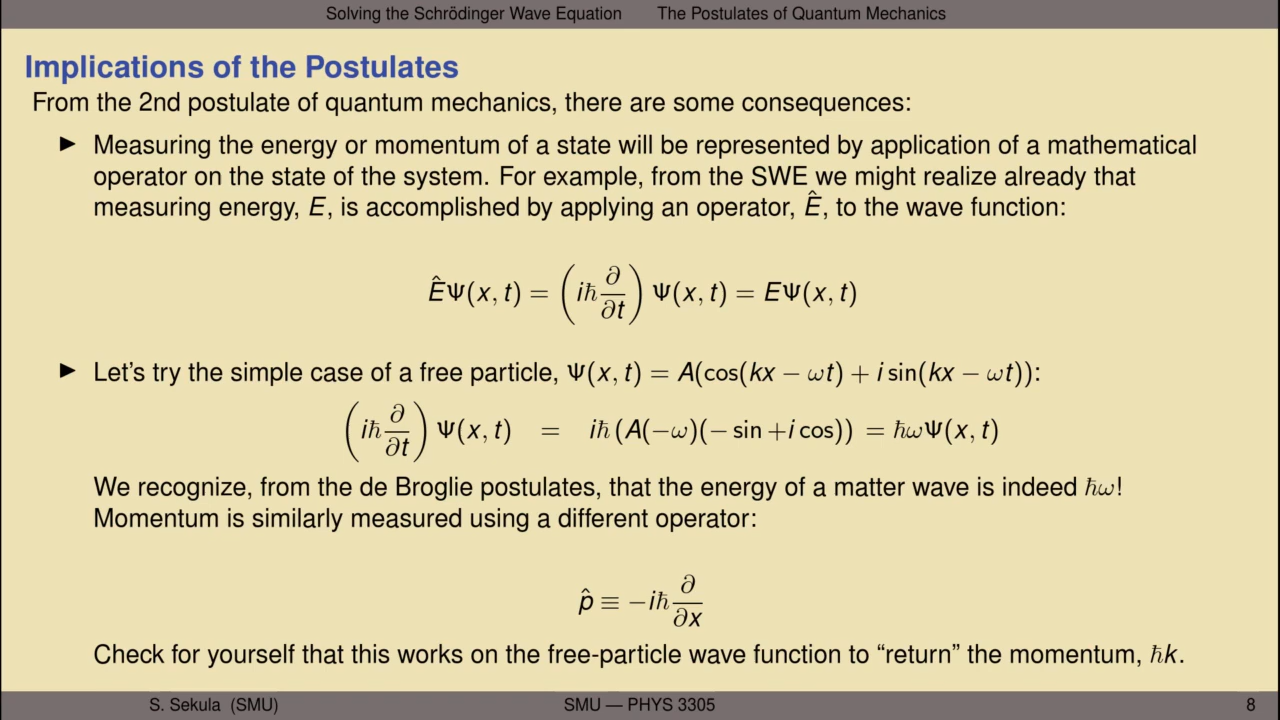 Solving the Schrödinger Wave Equation The Postulates of Quantum Mechanics
Implications of the Postulates
From the 2nd postulate of quantum mechanics, there are some consequences:
▶ Measuring the energy or momentum of a state will be represented by application of a mathematical
operator on the state of the system. For example, from the SWE we might realize already that
measuring energy, E, is accomplished by applying an operator, Ê, to the wave function:
ÊΨ(x, t) = (iℏ ∂/∂t) Ψ(x, t) = EΨ(x, t)
▶ Let's try the simple case of a free particle, Ψ(x, t) = A(cos(kx − ωt) + i sin(kx − ωt)):
(iℏ ∂/∂t) Ψ(x, t) = iℏ (A(−ω)(− sin +i cos)) = ℏωΨ(x, t)
We recognize, from the de Broglie postulates, that the energy of a matter wave is indeed ℏω!
Momentum is similarly measured using a different operator:
p̂ ≡ −iℏ ∂/∂x
Check for yourself that this works on the free-particle wave function to “return” the momentum, ℏk.
S. Sekula (SMU) SMU — PHYS 3305 8